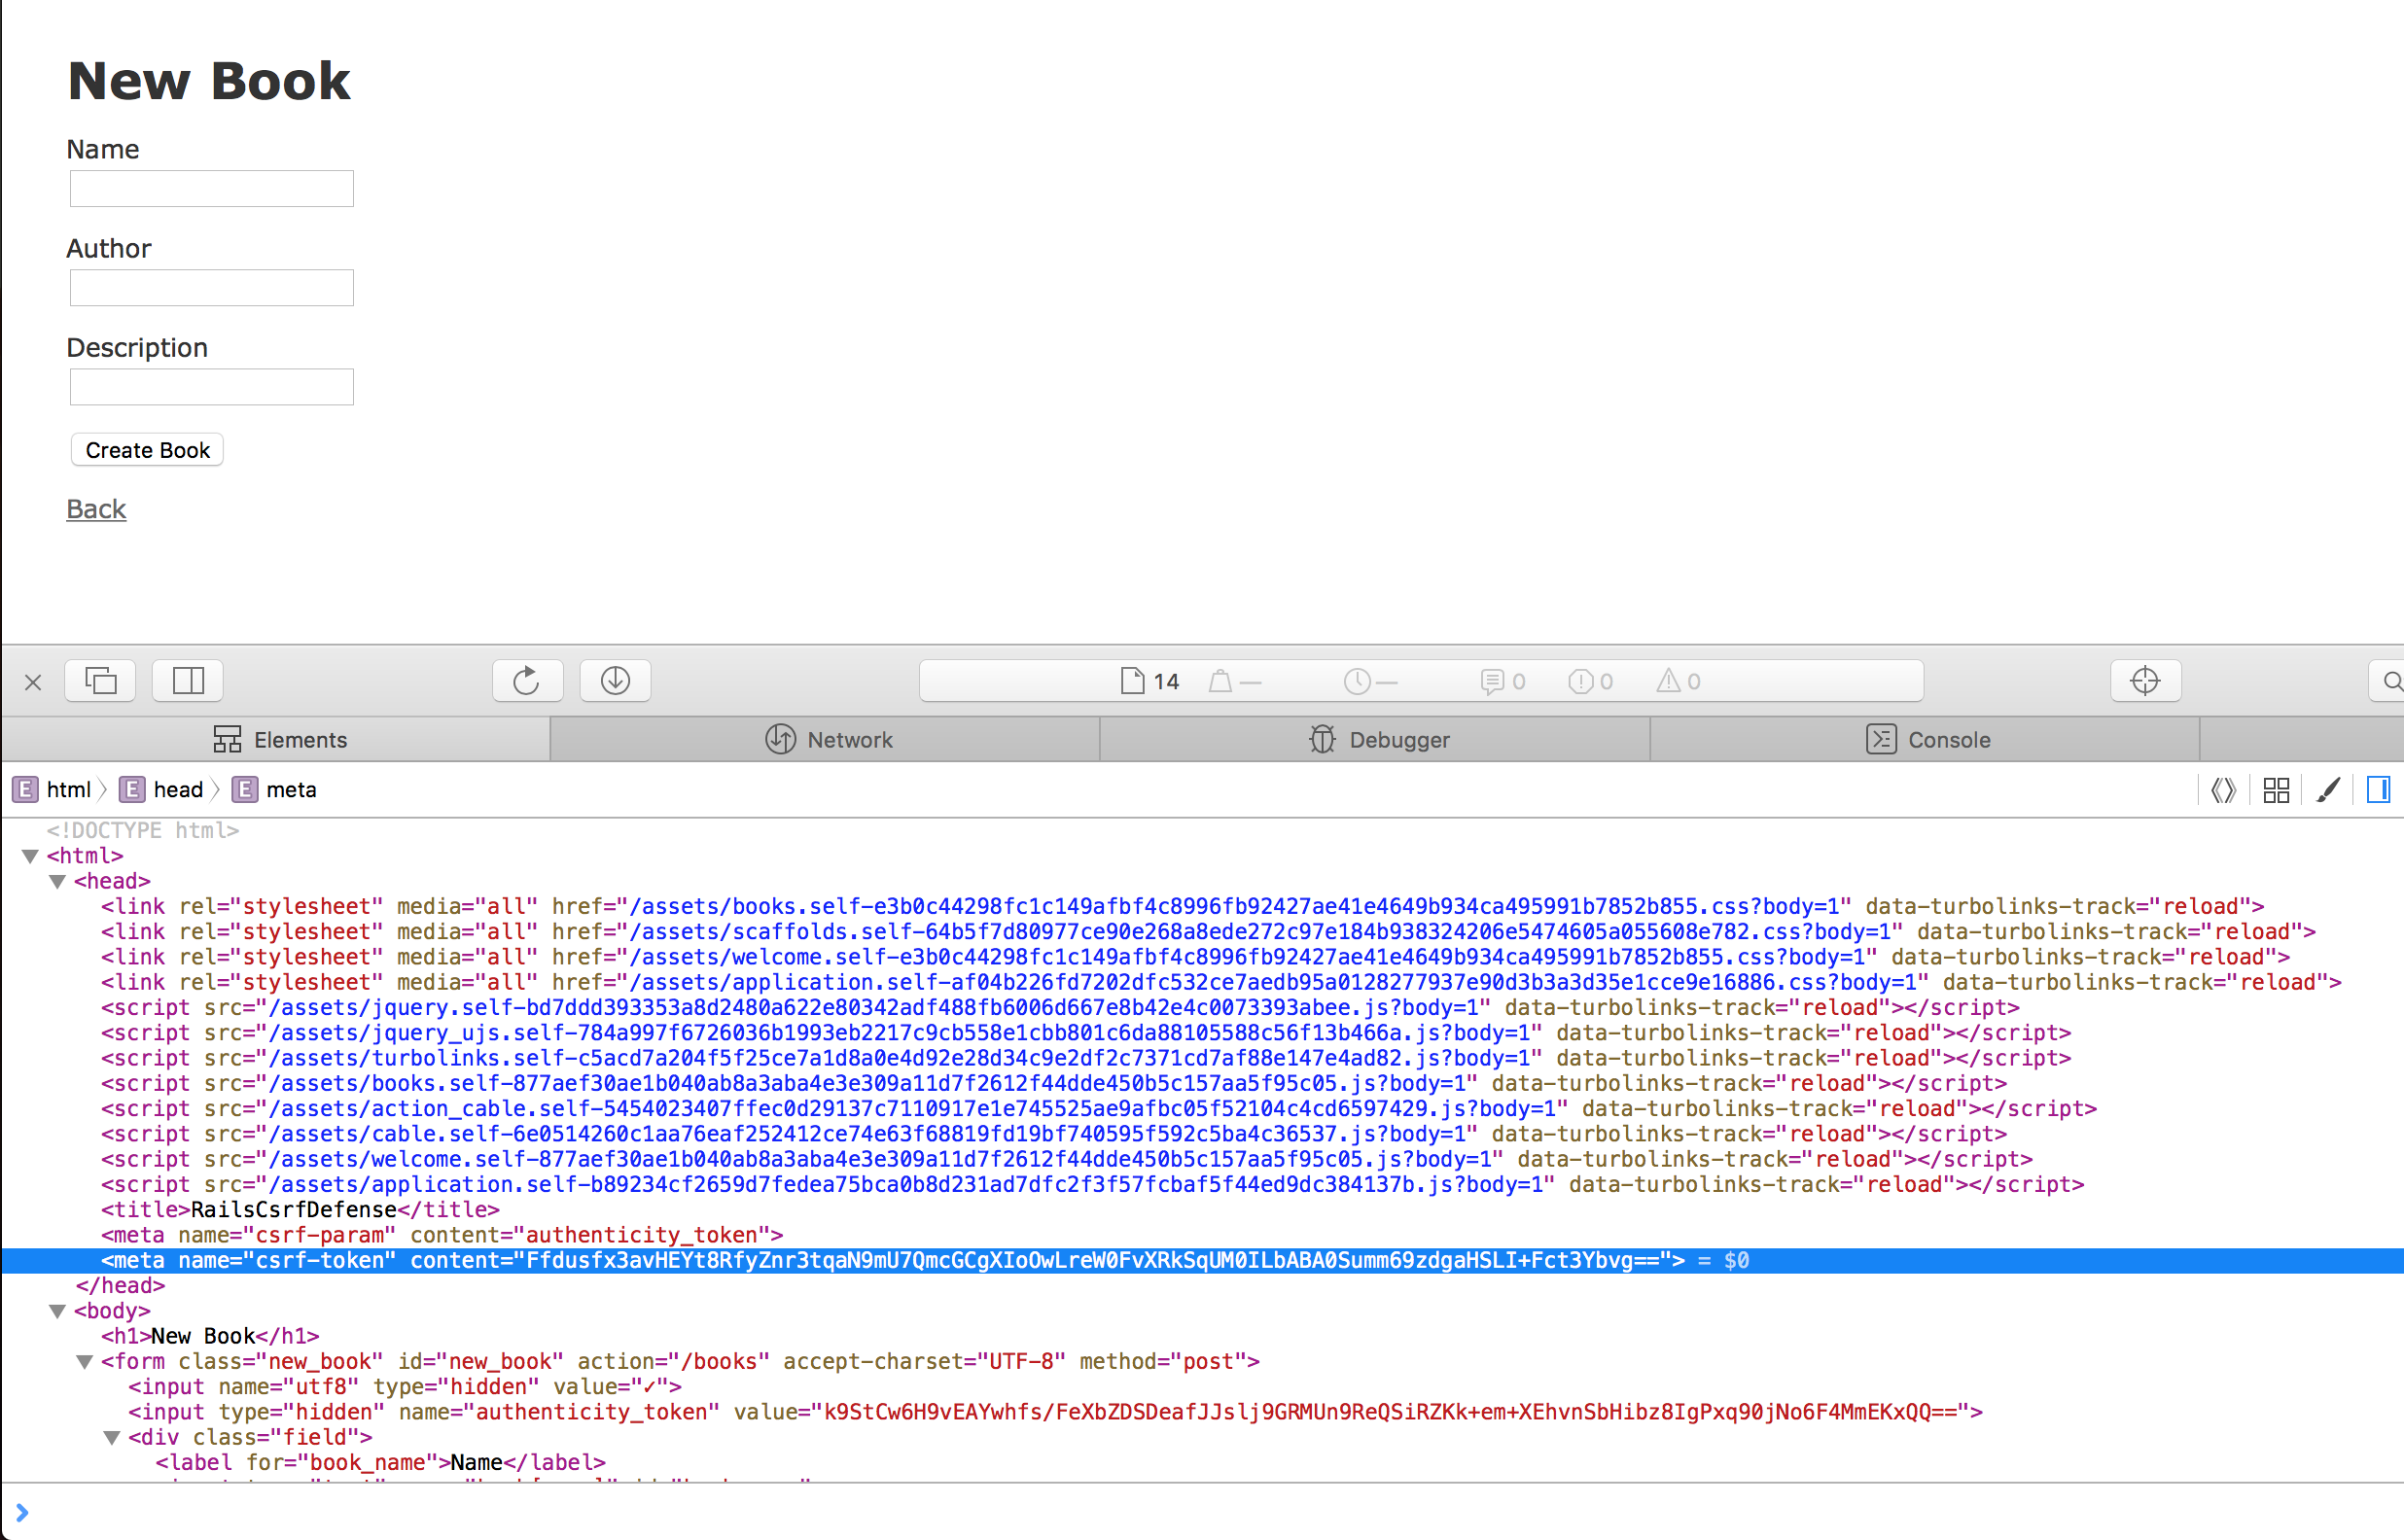 New Book
Name
Author
Description
Create Book
Back
14 — — 0 0 0
Elements Network Debugger Console
E html E head E meta
<!DOCTYPE html>
<html>
<head>
<link rel="stylesheet" media="all" href="/assets/books.self-e3b0c44298fc1c149afbf4c8996fb92427ae41e4649b934ca495991b7852b855.css?body=1" data-turbolinks-track="reload">
<link rel="stylesheet" media="all" href="/assets/scaffolds.self-64b5f7d80977ce90e268a8ede272c97e184b938324206e5474605a055608e782.css?body=1" data-turbolinks-track="reload">
<link rel="stylesheet" media="all" href="/assets/welcome.self-e3b0c44298fc1c149afbf4c8996fb92427ae41e4649b934ca495991b7852b855.css?body=1" data-turbolinks-track="reload">
<link rel="stylesheet" media="all" href="/assets/application.self-af04b226fd7202dfc532ce7aedb95a0128277937e90d3b3a3d35e1cce9e16886.css?body=1" data-turbolinks-track="reload">
<script src="/assets/jquery.self-bd7ddd393353a8d2480a622e80342adf488fb6006d667e8b42e4c0073393abee.js?body=1" data-turbolinks-track="reload"></script>
<script src="/assets/jquery_ujs.self-784a997f6726036b1993eb2217c9cb558e1cbb801c6da88105588c56f13b466a.js?body=1" data-turbolinks-track="reload"></script>
<script src="/assets/turbolinks.self-c5acd7a204f5f25ce7a1d8a0e4d92e28d34c9e2df2c7371cd7af88e147e4ad82.js?body=1" data-turbolinks-track="reload"></script>
<script src="/assets/books.self-877aef30ae1b040ab8a3aba4e3e309a11d7f2612f44dde450b5c157aa5f95c05.js?body=1" data-turbolinks-track="reload"></script>
<script src="/assets/action_cable.self-5454023407ffec0d29137c7110917e1e745525ae9afbc05f52104c4cd6597429.js?body=1" data-turbolinks-track="reload"></script>
<script src="/assets/cable.self-6e0514260c1aa76eaf252412ce74e63f68819fd19bf740595f592c5ba4c36537.js?body=1" data-turbolinks-track="reload"></script>
<script src="/assets/welcome.self-877aef30ae1b040ab8a3aba4e3e309a11d7f2612f44dde450b5c157aa5f95c05.js?body=1" data-turbolinks-track="reload"></script>
<script src="/assets/application.self-b89234cf2659d7fedea75bca0b8d231ad7dfc2f3f57fcbaf5f44ed9dc384137b.js?body=1" data-turbolinks-track="reload"></script>
<title>RailsCsrfDefense</title>
<meta name="csrf-param" content="authenticity_token">
<meta name="csrf-token" content="Ffdusfx3avHEYt8RfyZnr3tqaN9mU7QmcGCgXIoOwLreW0FvXRkSqUM0ILbABA0Summ69zdgaHSLI+Fct3Ybvg=="> = $0
</head>
<body>
<h1>New Book</h1>
<form class="new_book" id="new_book" action="/books" accept-charset="UTF-8" method="post">
<input name="utf8" type="hidden" value="✓">
<input type="hidden" name="authenticity_token" value="k9StCw6H9vEAYwhfs/FeXbZDSDeafJJslj9GRMUn9ReQSiRZKk+em+XEhvnSbHibz8IgPxq90jNo6F4MmEKxQQ==">
<div class="field">
<label for="book_name">Name</label>